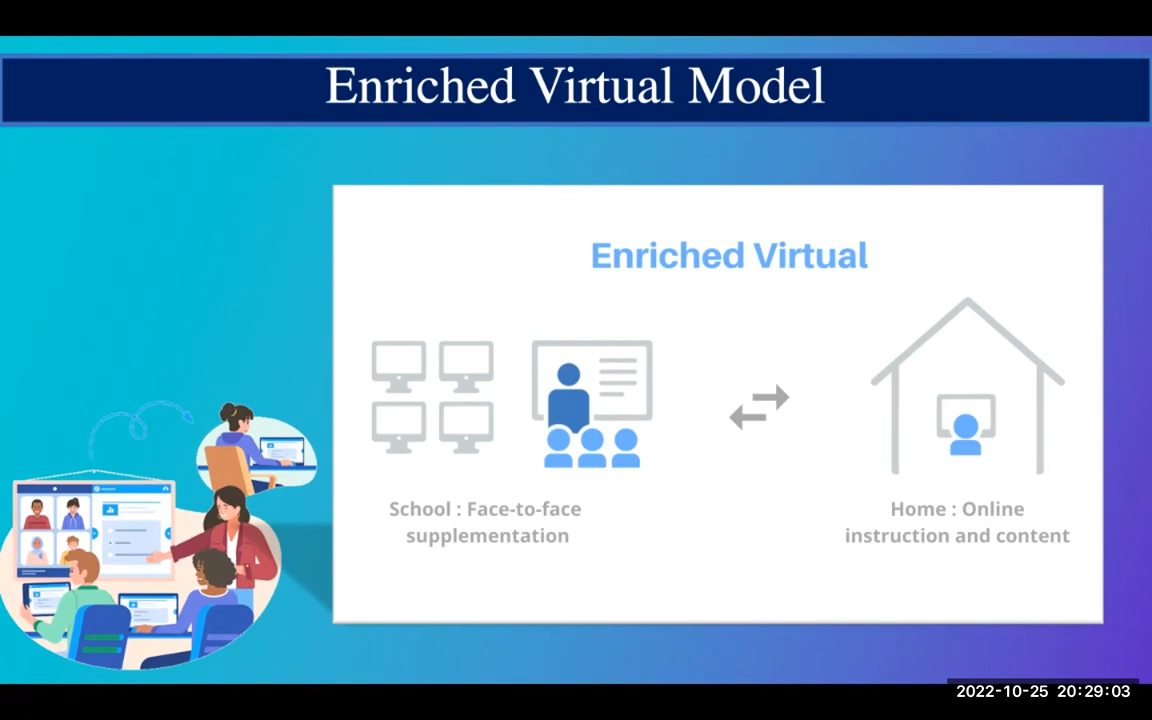 Enriched Virtual Model
Enriched Virtual
School : Face-to-face
supplementation
Home : Online
instruction and content
2022-10-25 20:29:03